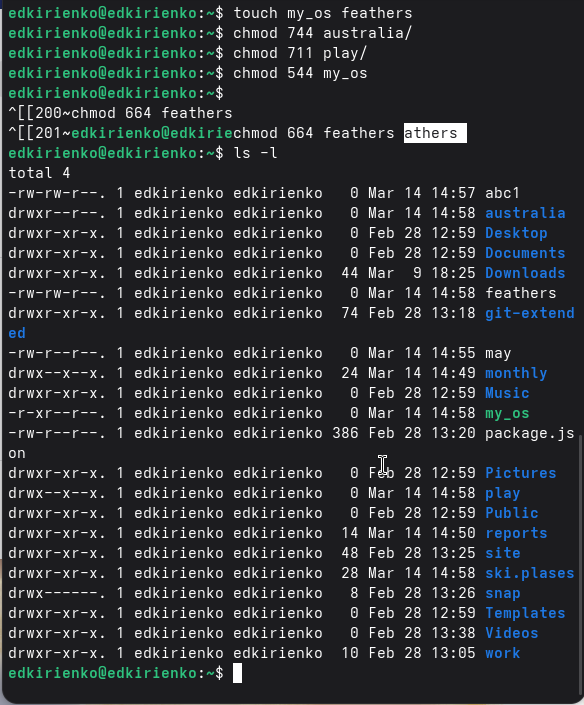 edkirienko@edkirienko:~$ touch my_os feathers
edkirienko@edkirienko:~$ chmod 744 australia/
edkirienko@edkirienko:~$ chmod 711 play/
edkirienko@edkirienko:~$ chmod 544 my_os
edkirienko@edkirienko:~$
^[[200~chmod 664 feathers
^[[201~edkirienko@edkiriechmod 664 feathers athers
edkirienko@edkirienko:~$ ls -l
total 4
-rw-rw-r--. 1 edkirienko edkirienko   0 Mar 14 14:57 abc1
drwxr--r--. 1 edkirienko edkirienko   0 Mar 14 14:58 australia
drwxr-xr-x. 1 edkirienko edkirienko   0 Feb 28 12:59 Desktop
drwxr-xr-x. 1 edkirienko edkirienko   0 Feb 28 12:59 Documents
drwxr-xr-x. 1 edkirienko edkirienko  44 Mar  9 18:25 Downloads
-rw-rw-r--. 1 edkirienko edkirienko   0 Mar 14 14:58 feathers
drwxr-xr-x. 1 edkirienko edkirienko  74 Feb 28 13:18 git-extend
ed
-rw-r--r--. 1 edkirienko edkirienko   0 Mar 14 14:55 may
drwx--x--x. 1 edkirienko edkirienko  24 Mar 14 14:49 monthly
drwxr-xr-x. 1 edkirienko edkirienko   0 Feb 28 12:59 Music
-r-xr--r--. 1 edkirienko edkirienko   0 Mar 14 14:58 my_os
-rw-r--r--. 1 edkirienko edkirienko 386 Feb 28 13:20 package.js
on
drwxr-xr-x. 1 edkirienko edkirienko   0 Feb 28 12:59 Pictures
drwx--x--x. 1 edkirienko edkirienko   0 Mar 14 14:58 play
drwxr-xr-x. 1 edkirienko edkirienko   0 Feb 28 12:59 Public
drwxr-xr-x. 1 edkirienko edkirienko  14 Mar 14 14:50 reports
drwxr-xr-x. 1 edkirienko edkirienko  48 Feb 28 13:25 site
drwxr-xr-x. 1 edkirienko edkirienko  28 Mar 14 14:58 ski.plases
drwx------. 1 edkirienko edkirienko   8 Feb 28 13:26 snap
drwxr-xr-x. 1 edkirienko edkirienko   0 Feb 28 12:59 Templates
drwxr-xr-x. 1 edkirienko edkirienko   0 Feb 28 13:38 Videos
drwxr-xr-x. 1 edkirienko edkirienko  10 Feb 28 13:05 work
edkirienko@edkirienko:~$